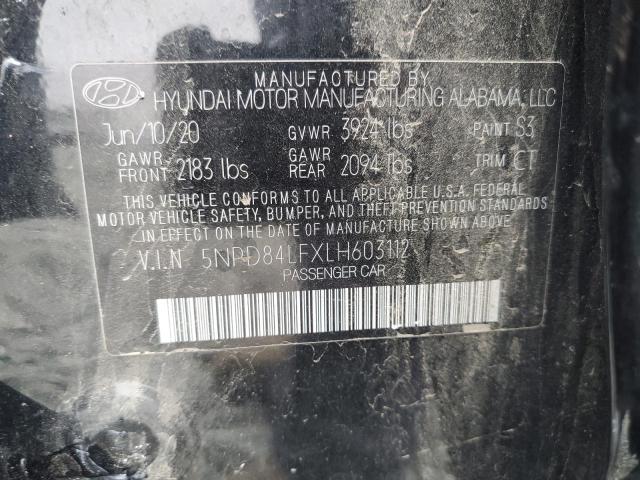 MANUFACTURED BY
HYUNDAI MOTOR MANUFACTURING ALABAMA, LLC
Jun/10/20 GVWR 3924 lbs PAINT S3
GAWR FRONT 2183 lbs GAWR REAR 2094 lbs TRIM CT
THIS VEHICLE CONFORMS TO ALL APPLICABLE U.S.A. FEDERAL
MOTOR VEHICLE SAFETY, BUMPER, AND THEFT PREVENTION STANDARDS
IN EFFECT ON THE DATE OF MANUFACTURE SHOWN ABOVE.
V.I.N 5NPD84LFXLH603112
PASSENGER CAR